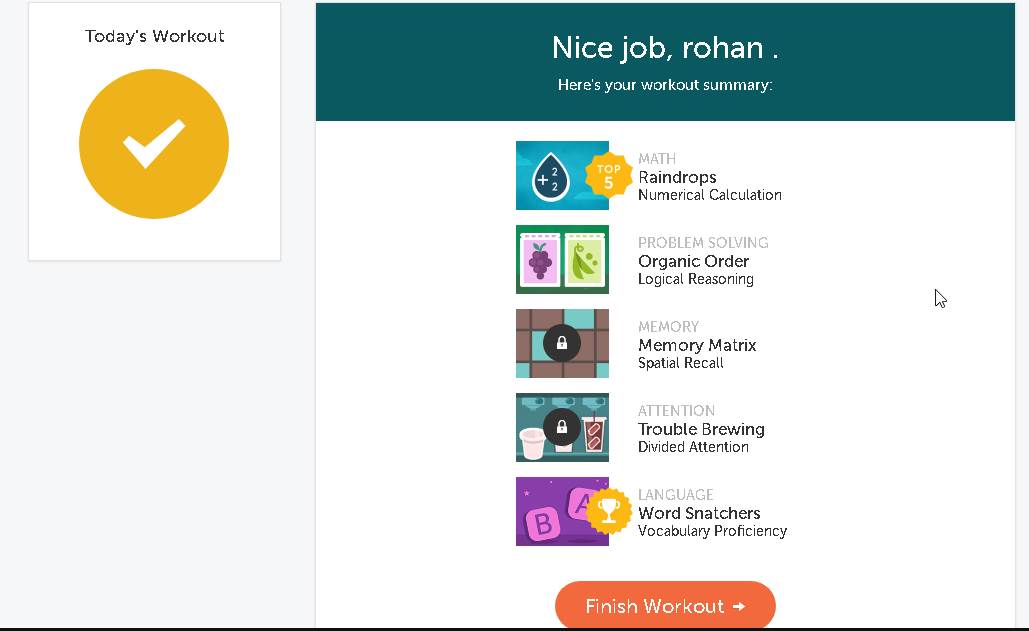 Today's Workout
Nice job, rohan .
Here's your workout summary:
+ 2
2
TOP
5
MATH
Raindrops
Numerical Calculation
PROBLEM SOLVING
Organic Order
Logical Reasoning
MEMORY
Memory Matrix
Spatial Recall
ATTENTION
Trouble Brewing
Divided Attention
B A
LANGUAGE
Word Snatchers
Vocabulary Proficiency
Finish Workout →